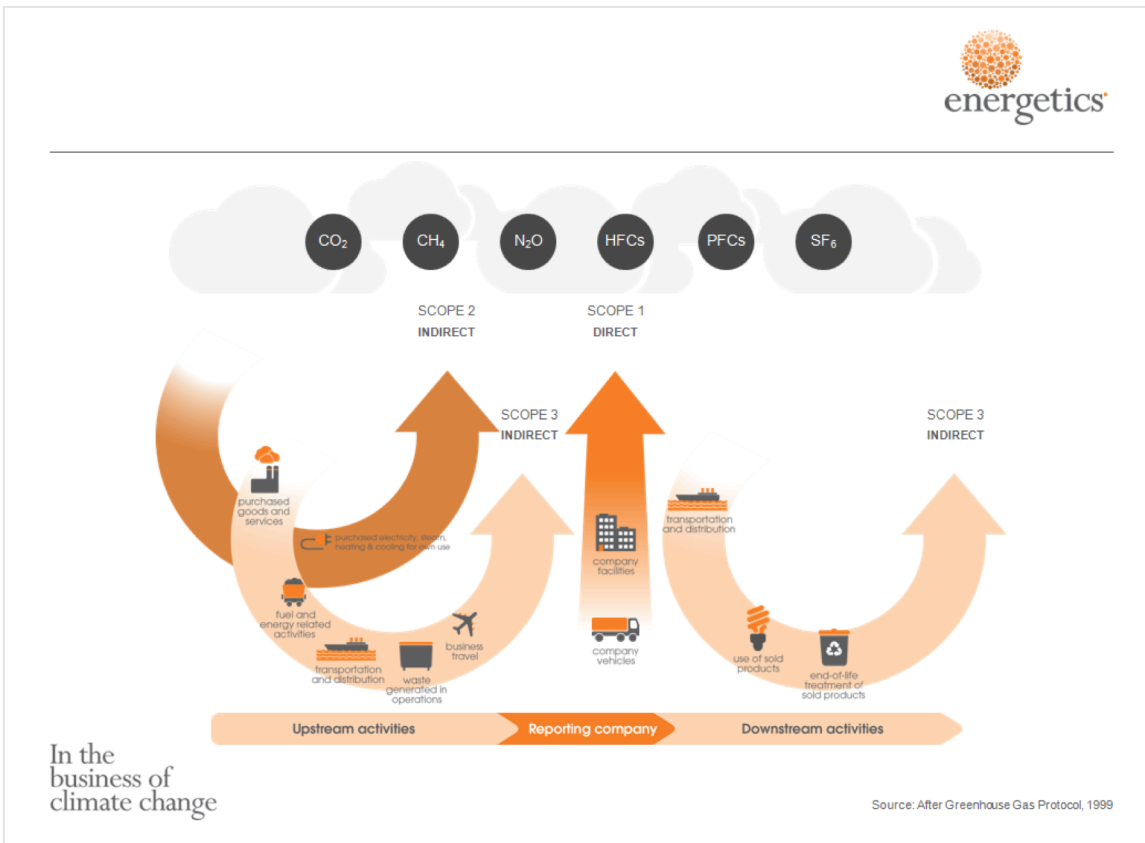 energetics
CO₂
CH₄
N₂O
HFCs
PFCs
SF₆
SCOPE 2
INDIRECT
SCOPE 1
DIRECT
SCOPE 3
INDIRECT
SCOPE 3
INDIRECT
purchased
goods and
services
purchased electricity, steam,
heating & cooling for own use
fuel and
energy related
activities
transportation
and distribution
waste
generated in
operations
business
travel
company
facilities
company
vehicles
transportation
and distribution
use of sold
products
end-of-life
treatment of
sold products
Upstream activities
Reporting company
Downstream activities
In the
business of
climate change
Source: After Greenhouse Gas Protocol, 1999